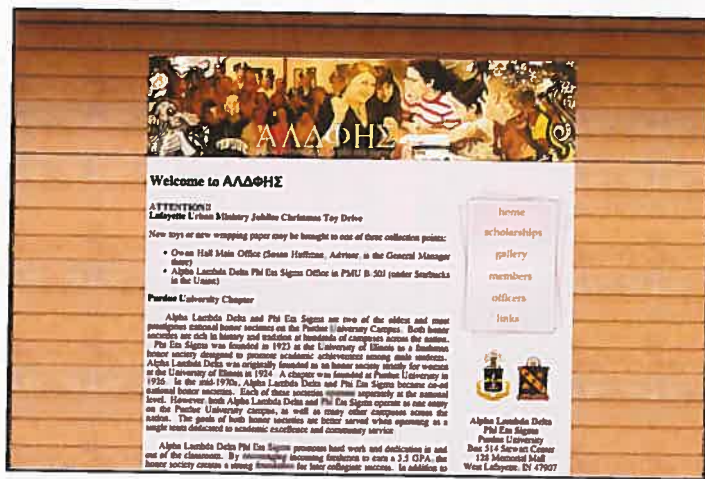 ΑΛΔΦΗΣ
Welcome to ΑΛΔΦΗΣ
ATTENTION!!
Lafayette Urban Ministry Jubilee Christmas Toy Drive
New toys or new wrapping paper may be brought to one of three collection points:
• Owen Hall Main Office (Susan Huffman, Advisor, is the General Manager
there)
• Alpha Lambda Delta Phi Eta Sigma Office in PMU B-50J (under Starbucks
in the Union)
Purdue University Chapter
Alpha Lambda Delta and Phi Eta Sigma are two of the oldest and most
prestigious national honor societies on the Purdue University Campus. Both honor
societies are rich in history and tradition at hundreds of campuses across the nation.
Phi Eta Sigma was founded in 1923 at the University of Illinois as a freshman
honor society designed to promote academic achievement among male students.
Alpha Lambda Delta was originally founded as an honor society strictly for women
at the University of Illinois in 1924. A chapter was founded at Purdue University in
1926. In the mid-1970s, Alpha Lambda Delta and Phi Eta Sigma became co-ed
national honor societies. Each of these societies operate separately at the national
level. However, both Alpha Lambda Delta and Phi Eta Sigma operate as one entity
on the Purdue University campus, as well as many other campuses across the
nation. The goals of both honor societies are better served when operating as a
single team dedicated to academic excellence and community service.
Alpha Lambda Delta Phi Eta Sigma promotes hard work and dedication in and
out of the classroom. By encouraging incoming freshmen to earn a 3.5 GPA, the
honor society creates a strong foundation for later collegiate success. In addition to
home
scholarships
gallery
members
officers
links
Alpha Lambda Delta
Phi Eta Sigma
Purdue University
Box 514 Stewart Center
128 Memorial Mall
West Lafayette, IN 47907